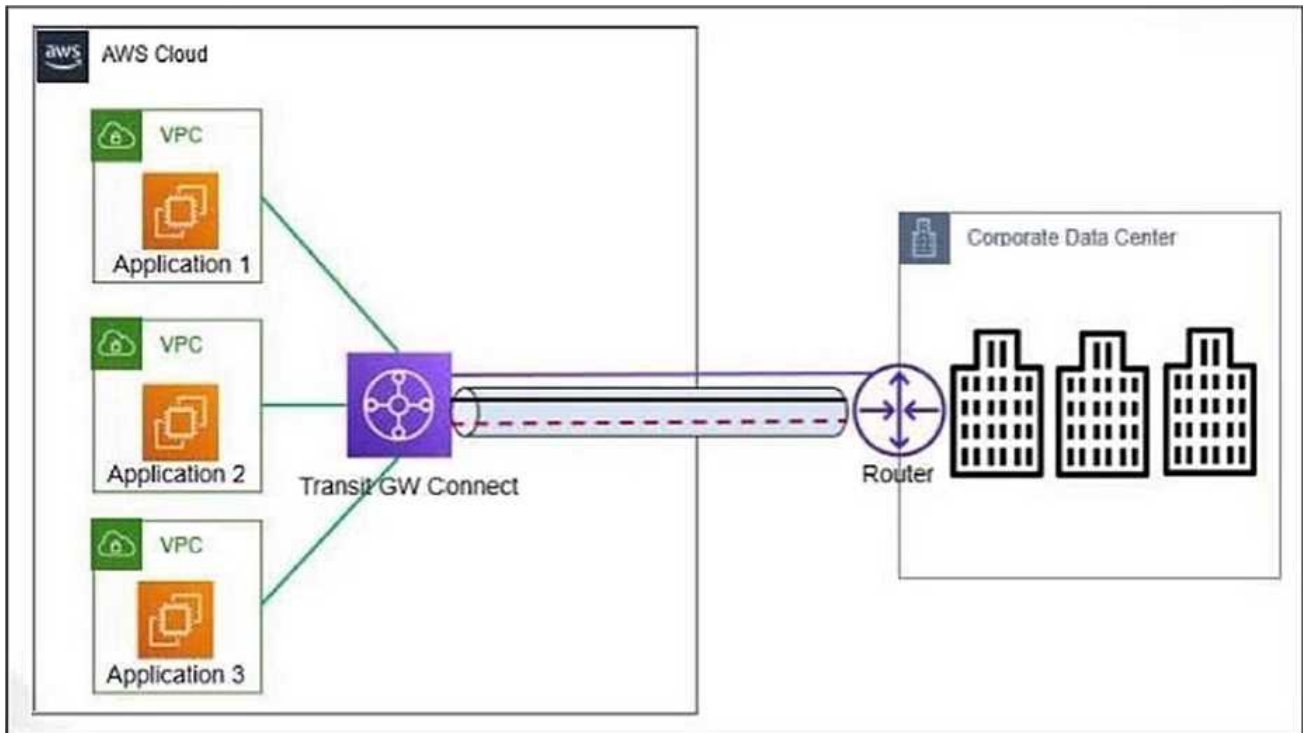 aws
AWS Cloud
VPC
Application 1
VPC
Application 2
VPC
Application 3
Transit GW Connect
Router
Corporate Data Center